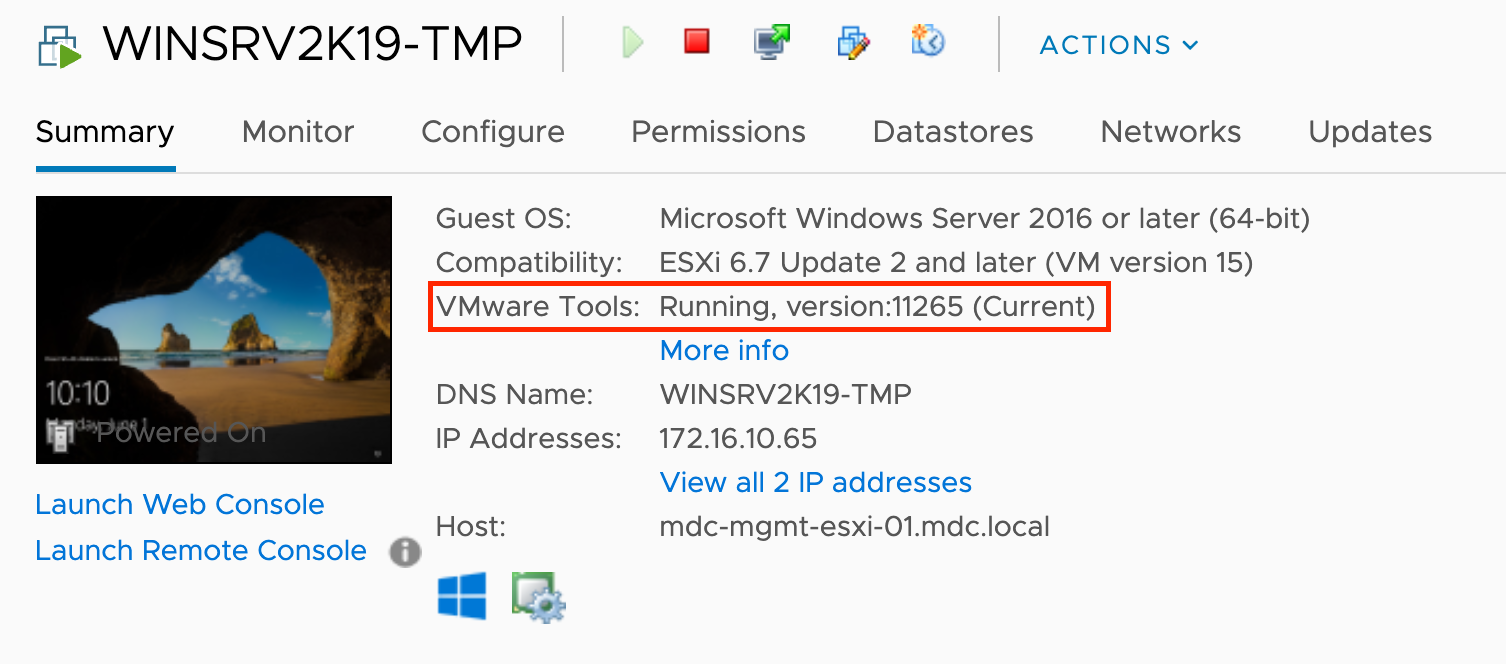 WINSRV2K19-TMP
ACTIONS
Summary Monitor Configure Permissions Datastores Networks Updates
Guest OS: Microsoft Windows Server 2016 or later (64-bit)
Compatibility: ESXi 6.7 Update 2 and later (VM version 15)
VMware Tools: Running, version:11265 (Current)
More info
DNS Name: WINSRV2K19-TMP
IP Addresses: 172.16.10.65
View all 2 IP addresses
Host: mdc-mgmt-esxi-01.mdc.local
10:10
Monday, June 1
Powered On
Launch Web Console
Launch Remote Console